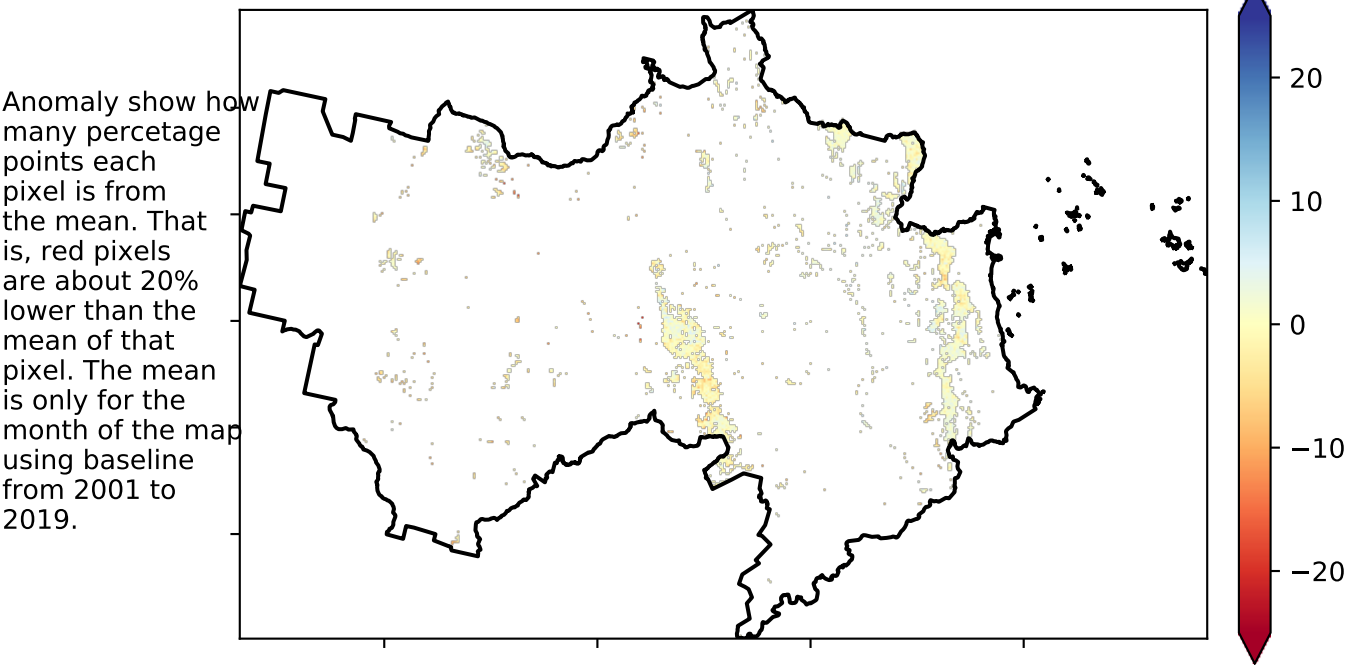 Anomaly show how
many percetage
points each
pixel is from
the mean. That
is, red pixels
are about 20%
lower than the
mean of that
pixel. The mean
is only for the
month of the map
using baseline
from 2001 to
2019.
20
10
0
−10
−20